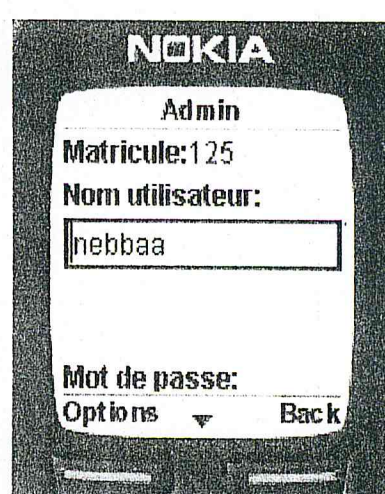 NOKIA
Admin
Matricule:125
Nom utilisateur:
nebbaa
Mot de passe:
Options Back